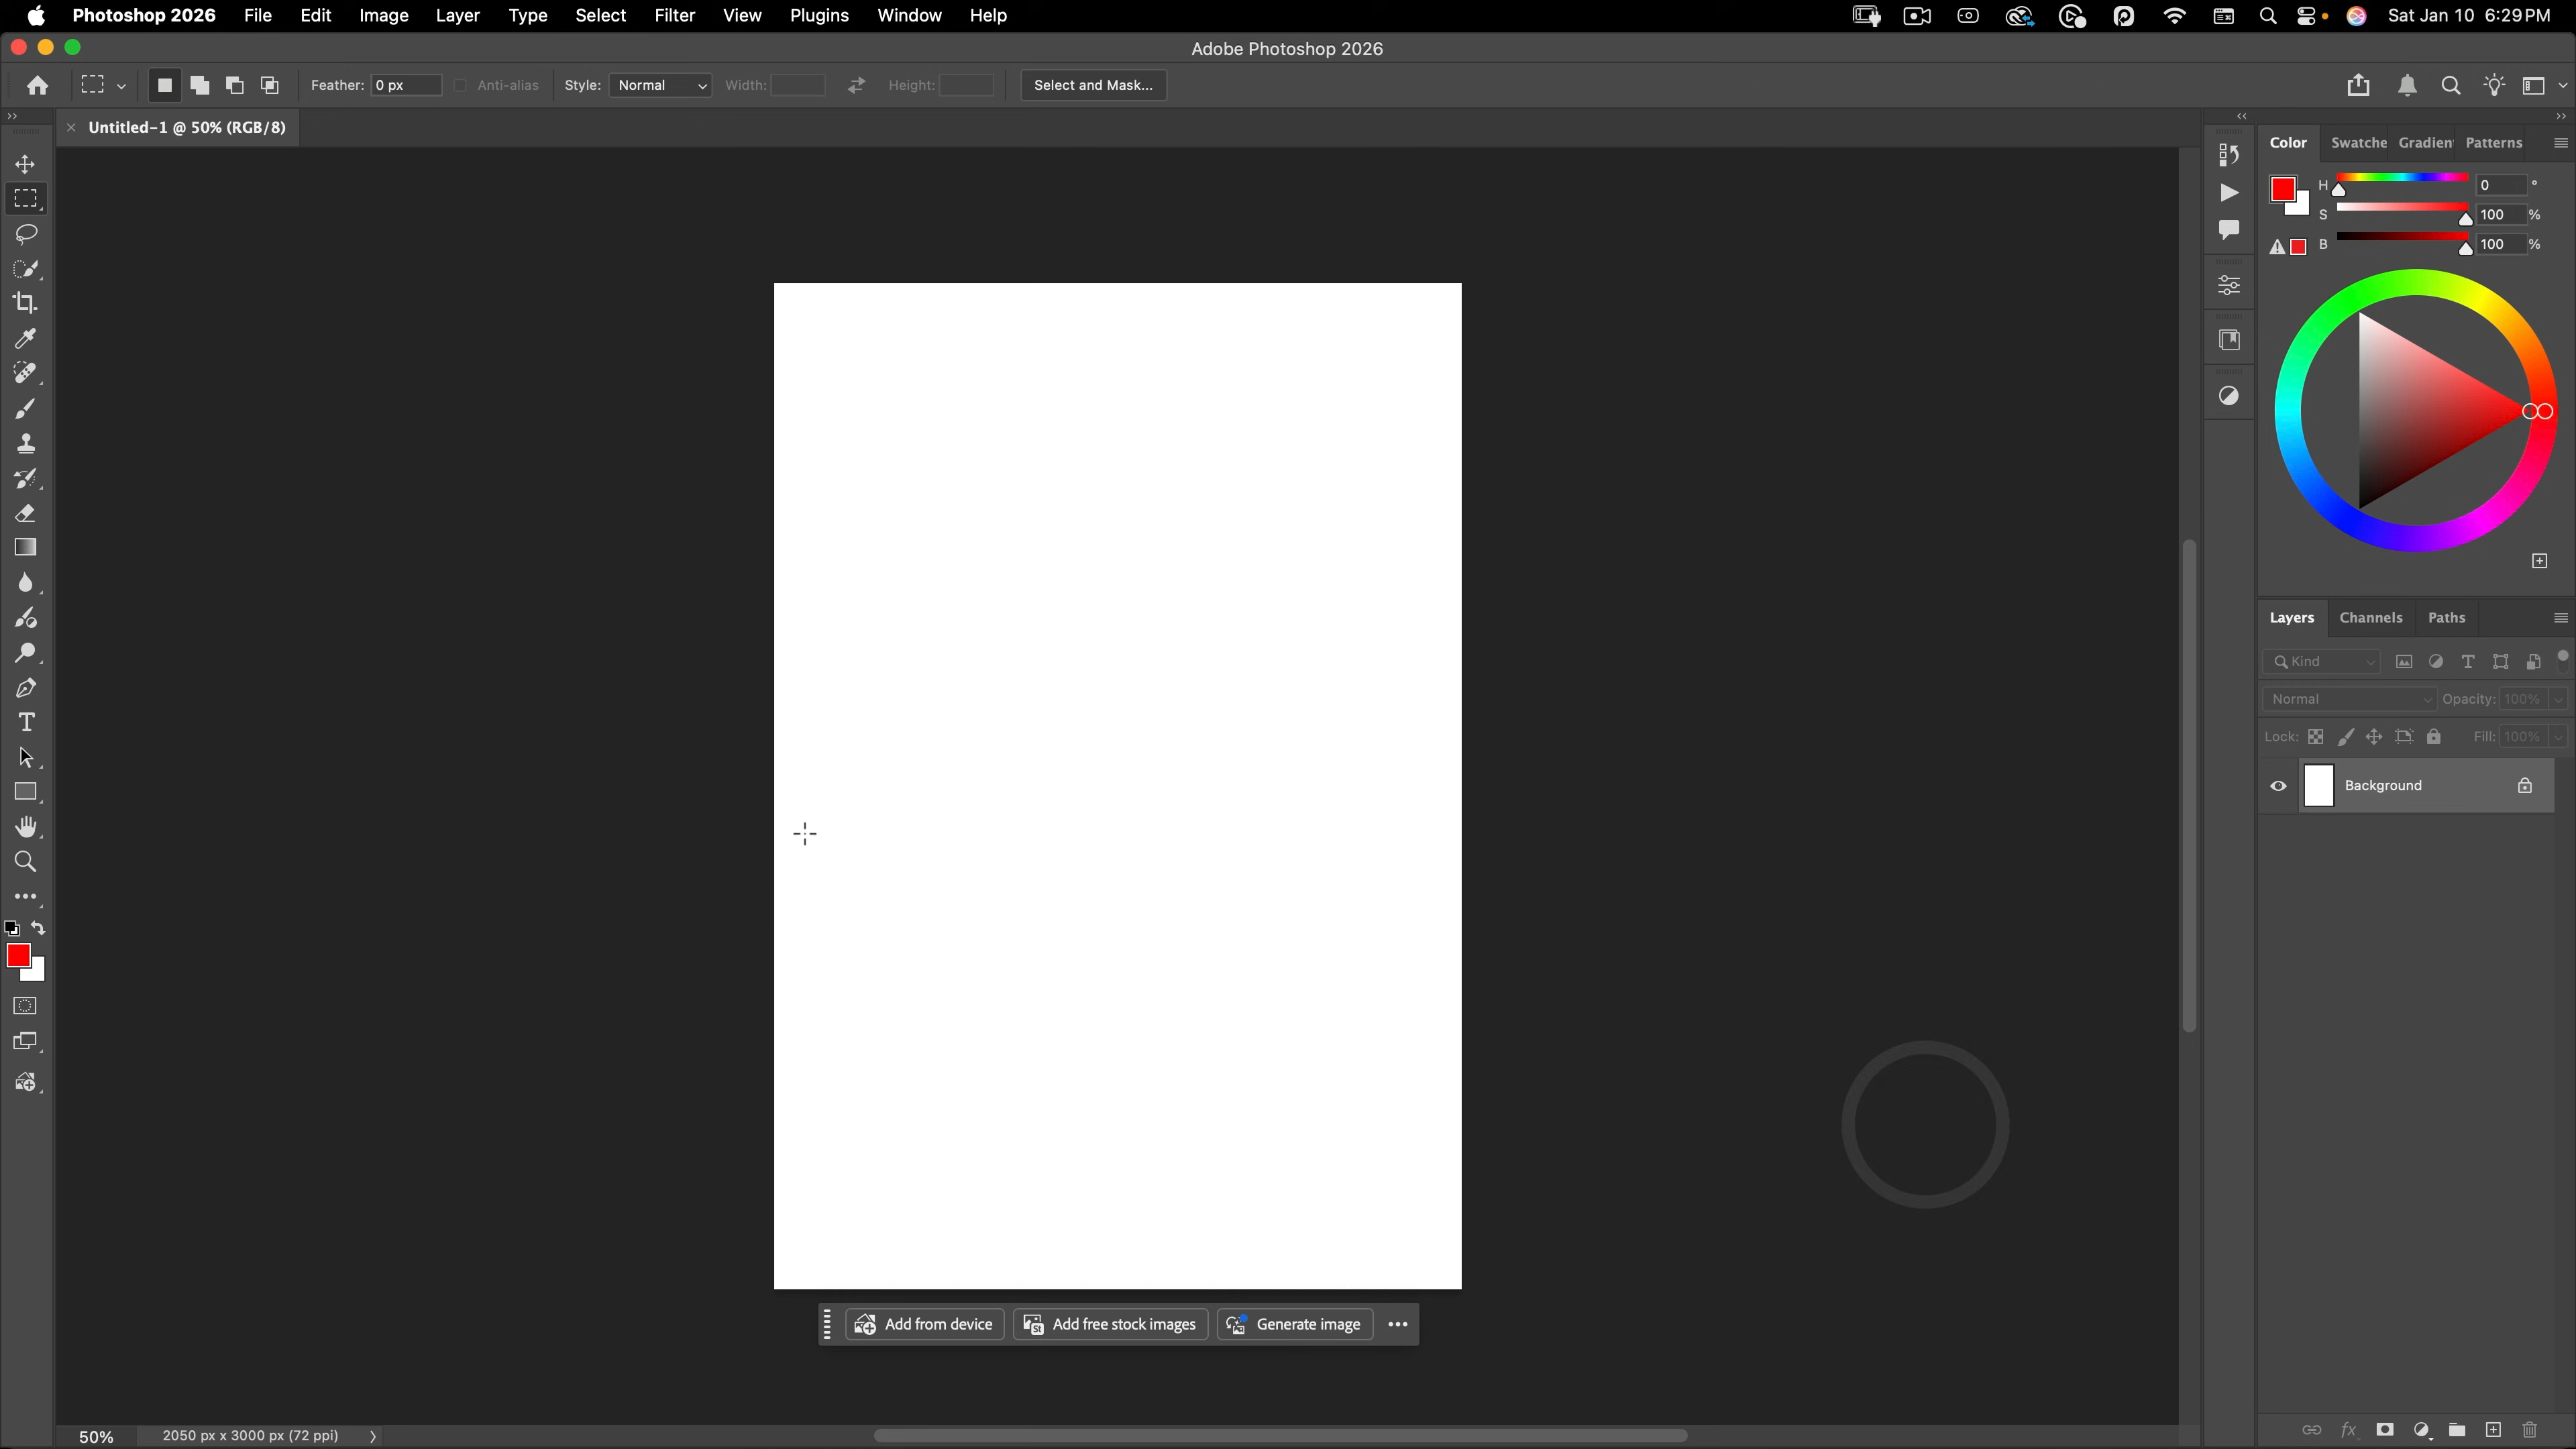 Photoshop 2026 File Edit Image Layer Type Select Filter View Plugins Window Help Sat Jan 10 6:29 PM
Adobe Photoshop 2026
Feather: 0 px Anti-alias Style: Normal Width: Height: Select and Mask...
Untitled-1 @ 50% (RGB/8)
Color Swatche Gradien Patterns
H 0 °
S 100 %
B 100 %
Layers Channels Paths
Kind
Normal Opacity: 100%
Lock: Fill: 100%
Background
Add from device St Add free stock images Generate image
50% 2050 px x 3000 px (72 ppi)